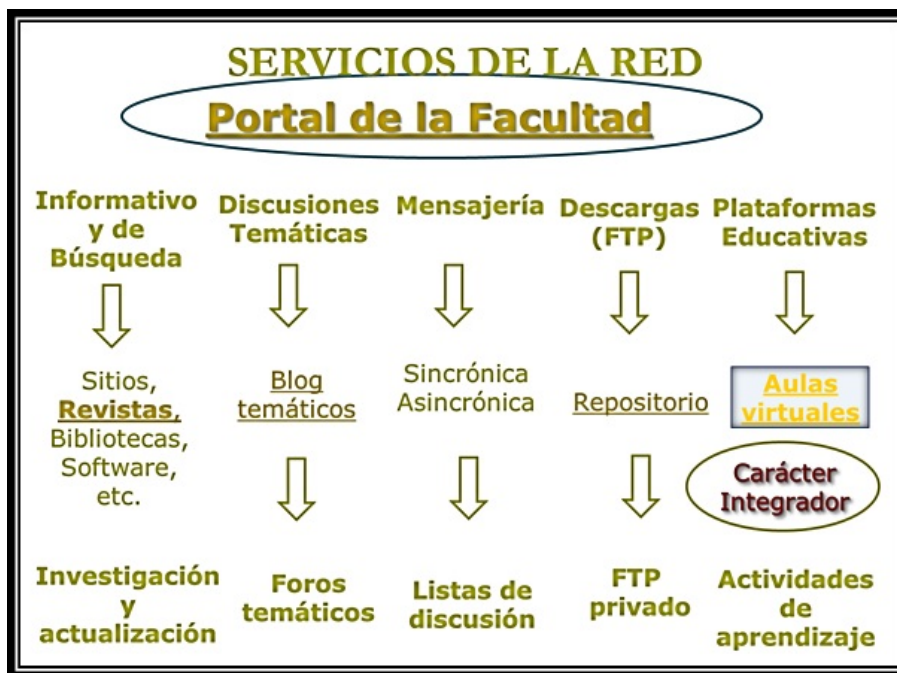 SERVICIOS DE LA RED
Portal de la Facultad
Informativo
y de
Búsqueda
Discusiones
Temáticas
Mensajería
Descargas
(FTP)
Plataformas
Educativas
Sitios,
Revistas,
Bibliotecas,
Software,
etc.
Blog
temáticos
Sincrónica
Asincrónica
Repositorio
Aulas
virtuales
Carácter
Integrador
Investigación
y
actualización
Foros
temáticos
Listas de
discusión
FTP
privado
Actividades
de
aprendizaje